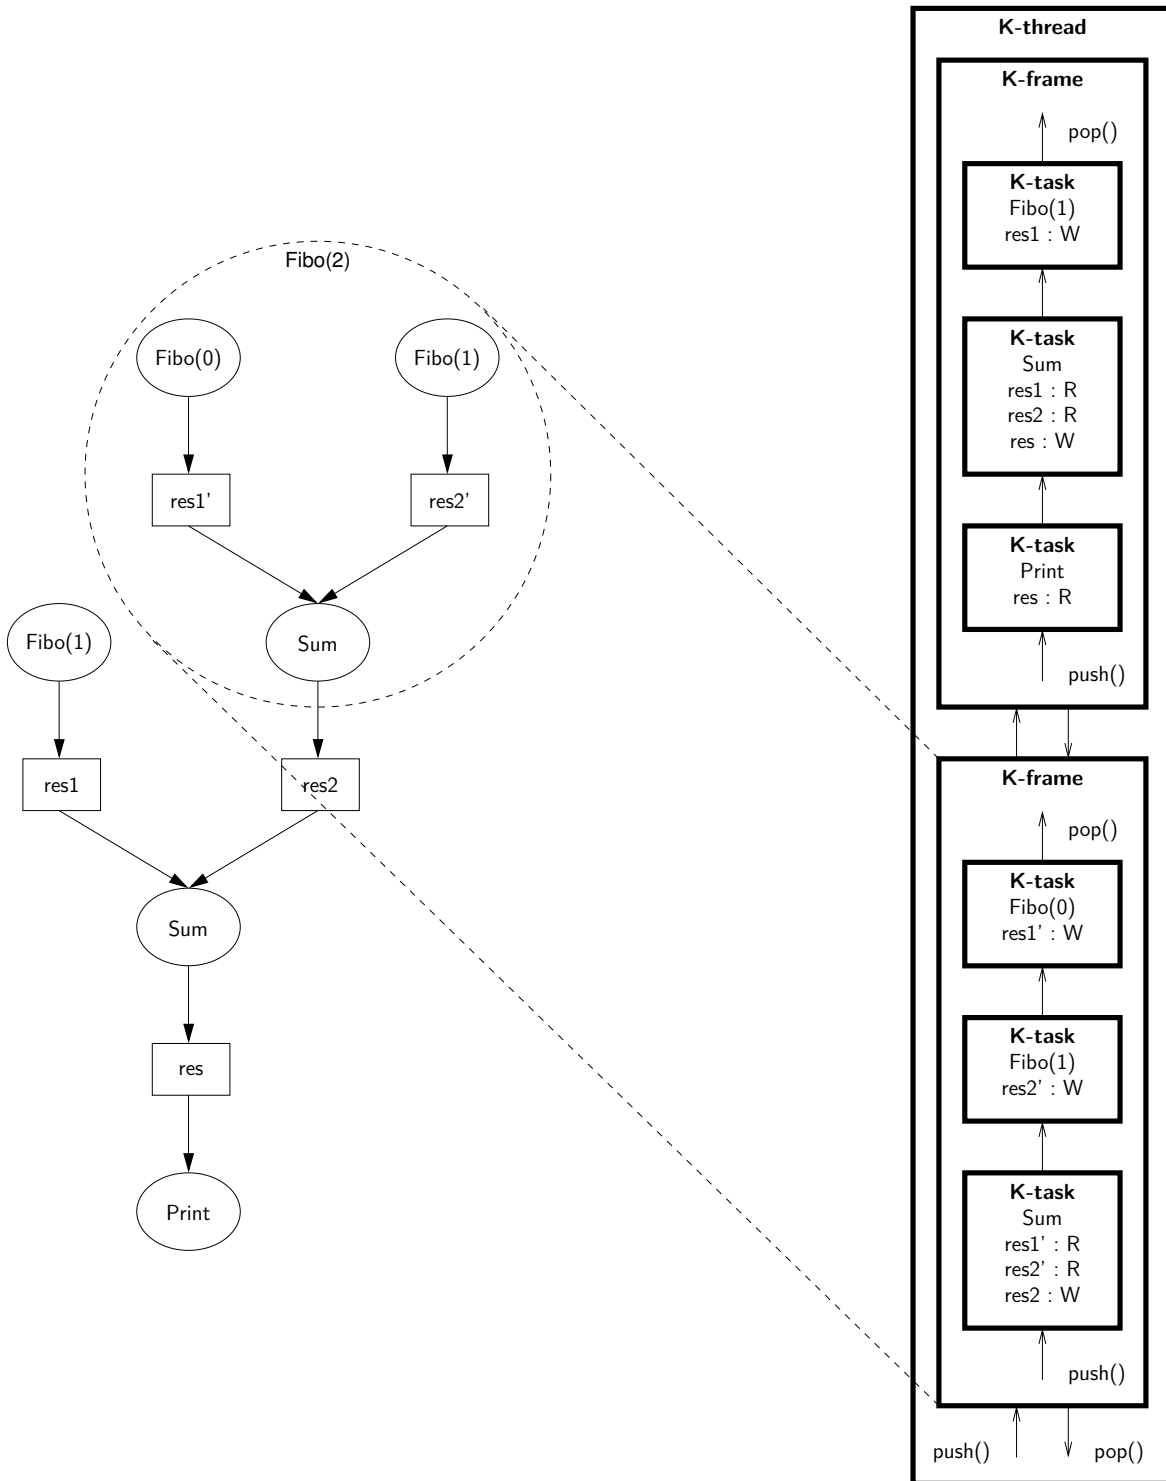 Fibo(2)
Fibo(0)
Fibo(1)
res1'
res2'
Fibo(1)
Sum
res1
res2
Sum
res
Print
K-thread
K-frame
pop()
K-task
Fibo(1)
res1 : W
K-task
Sum
res1 : R
res2 : R
res : W
K-task
Print
res : R
push()
K-frame
pop()
K-task
Fibo(0)
res1' : W
K-task
Fibo(1)
res2' : W
K-task
Sum
res1' : R
res2' : R
res2 : W
push()
push()
pop()